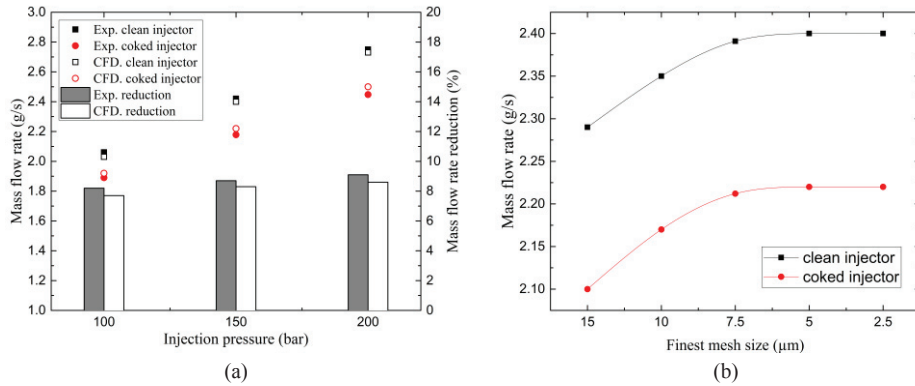 3.0
2.8
2.6
2.4
2.2
2.0
1.8
1.6
1.4
1.2
1.0
Mass flow rate (g/s)
Exp. clean injector
Exp. coked injector
CFD. clean injector
CFD. coked injector
Exp. reduction
CFD. reduction
20
18
16
14
12
10
8
6
4
2
0
Mass flow rate reduction (%)
100
150
200
Injection pressure (bar)
(a)
2.40
2.35
2.30
2.25
2.20
2.15
2.10
Mass flow rate (g/s)
clean injector
coked injector
15
10
7.5
5
2.5
Finest mesh size (μm)
(b)